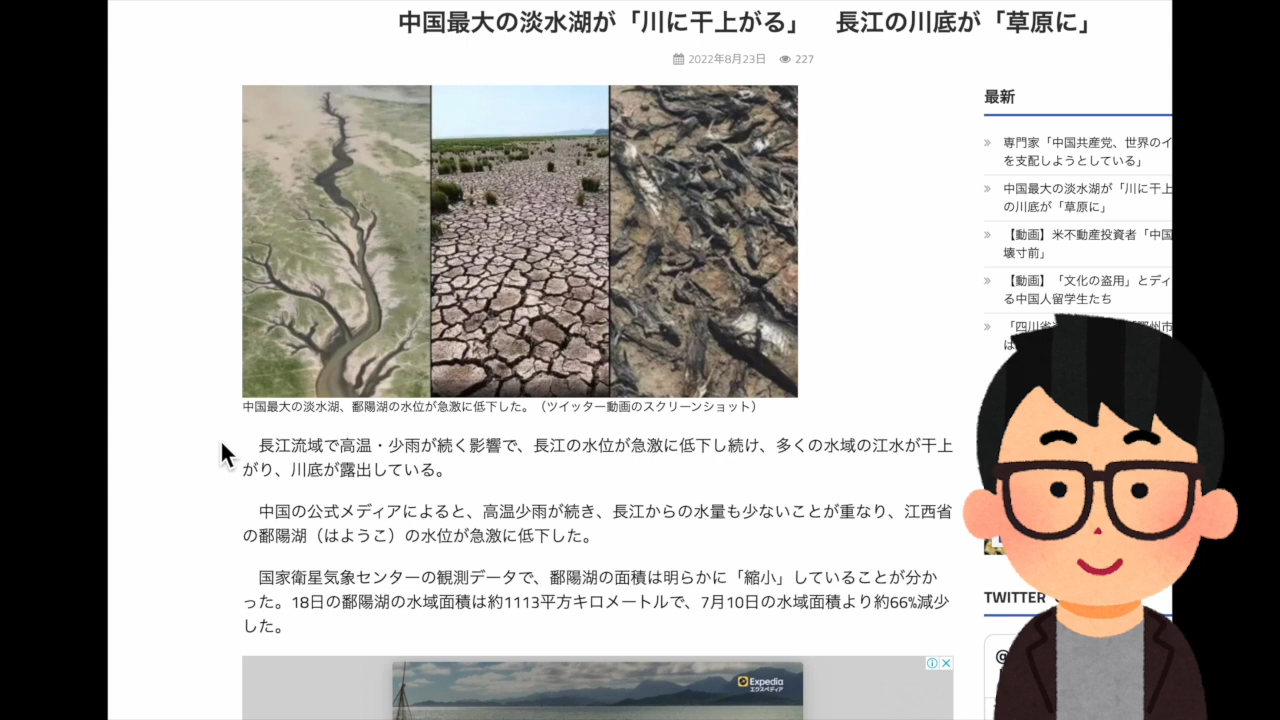 中国最大の淡水湖が「川に干上がる」　長江の川底が「草原に」
2022年8月23日 227
中国最大の淡水湖、鄱陽湖の水位が急激に低下した。（ツイッター動画のスクリーンショット）
長江流域で高温・少雨が続く影響で、長江の水位が急激に低下し続け、多くの水域の江水が干上
がり、川底が露出している。
中国の公式メディアによると、高温少雨が続き、長江からの水量も少ないことが重なり、江西省
の鄱陽湖（はようこ）の水位が急激に低下した。
国家衛星気象センターの観測データで、鄱陽湖の面積は明らかに「縮小」していることが分か
った。18日の鄱陽湖の水域面積は約1113平方キロメートルで、7月10日の水域面積より約66%減少
した。
Expedia
エクスペディア
最新
専門家「中国共産党、世界のイ
を支配しようとしている」
中国最大の淡水湖が「川に干上
の川底が「草原に」
【動画】米不動産投資者「中国
壊寸前」
【動画】「文化の盗用」とディ
る中国人留学生たち
「四川省
州市
は
TWITTER
@